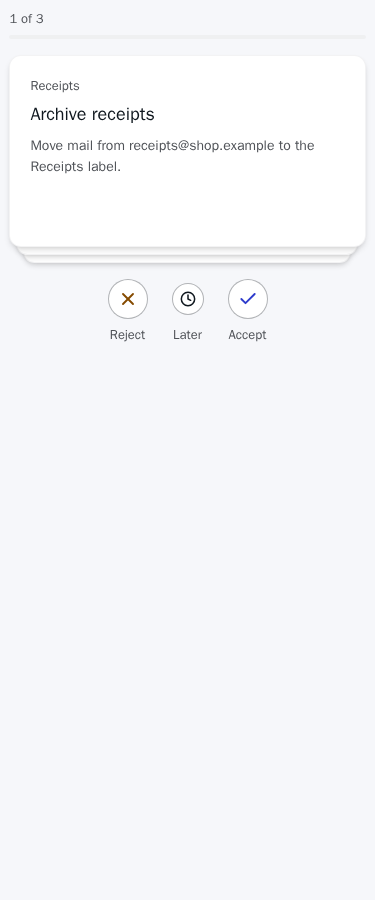 1 of 3
Receipts
Archive receipts
Move mail from receipts@shop.example to the
Receipts label.
Reject
Later
Accept